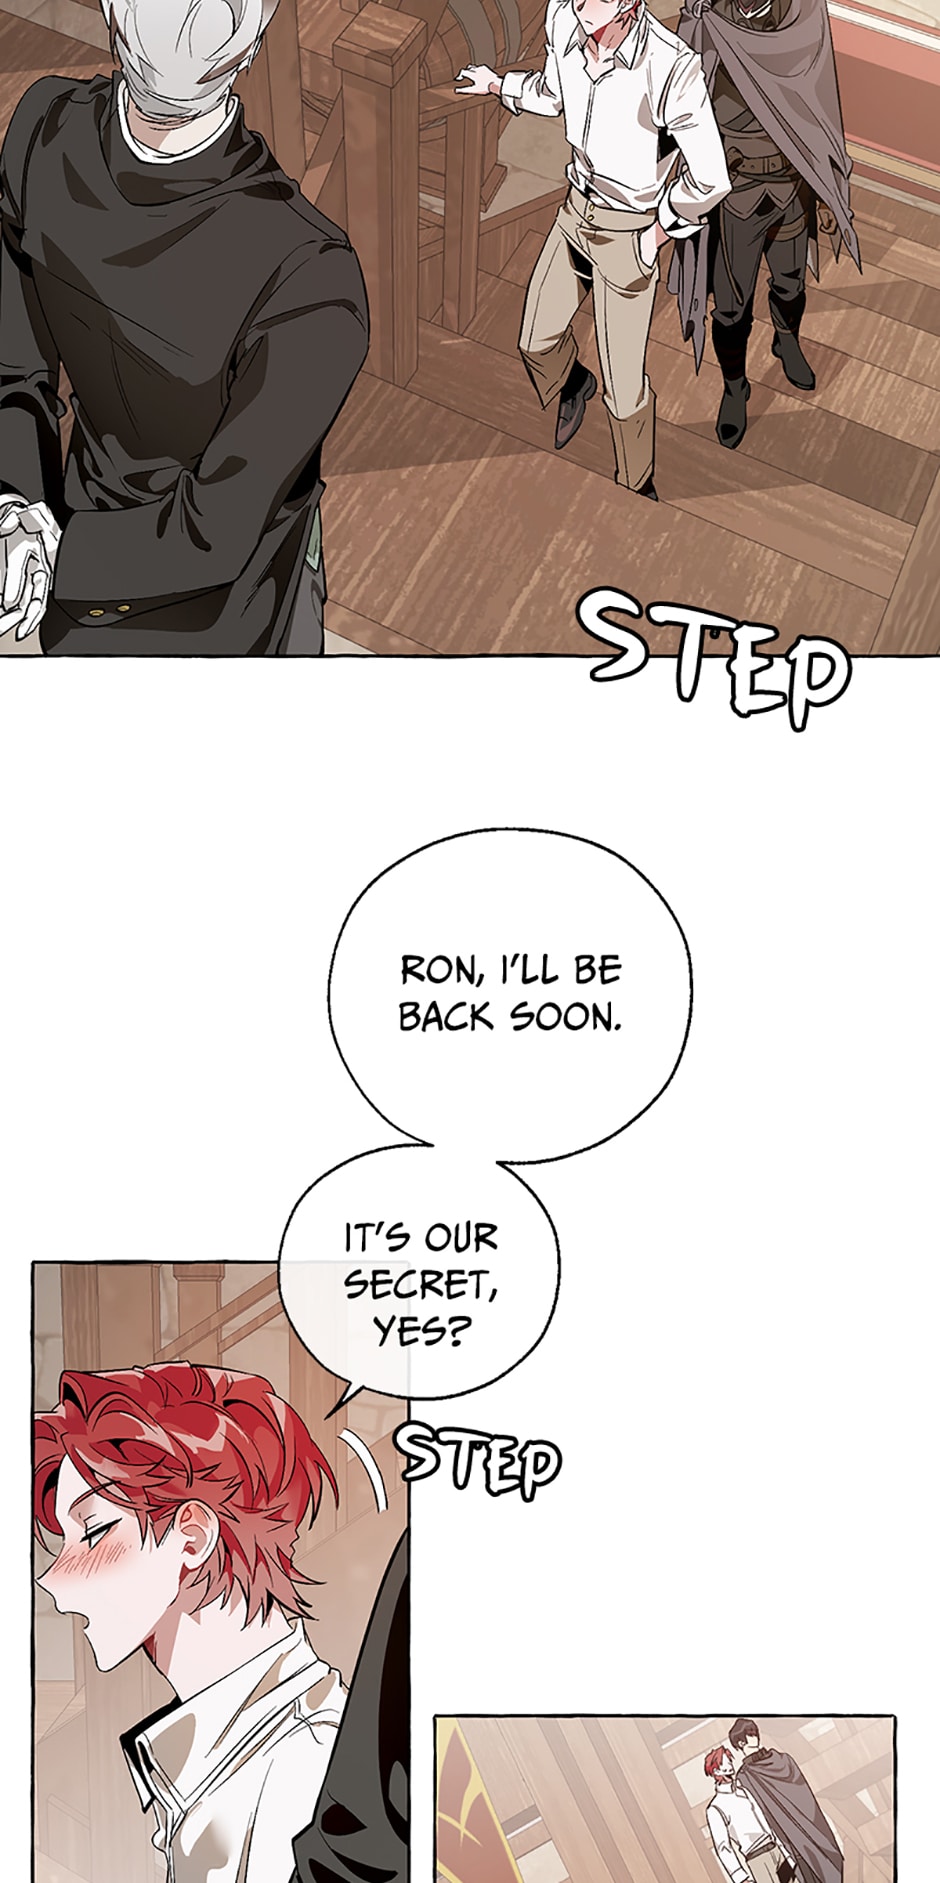 STEP
RON, I'LL BE
BACK SOON.
IT'S OUR
SECRET,
YES?
STEP